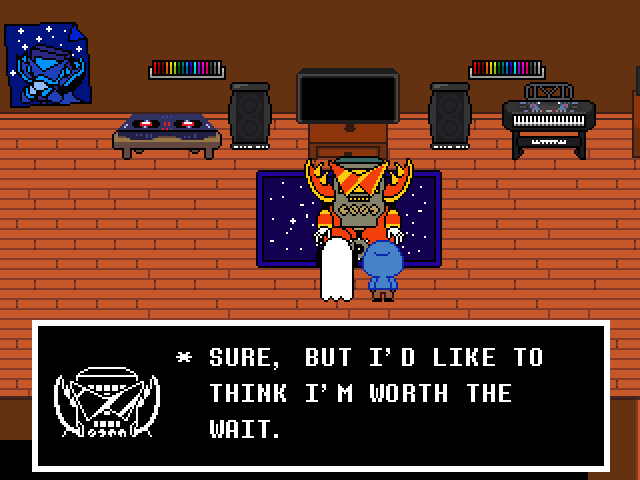 * SURE, BUT I'D LIKE TO
THINK I'M WORTH THE
WAIT.